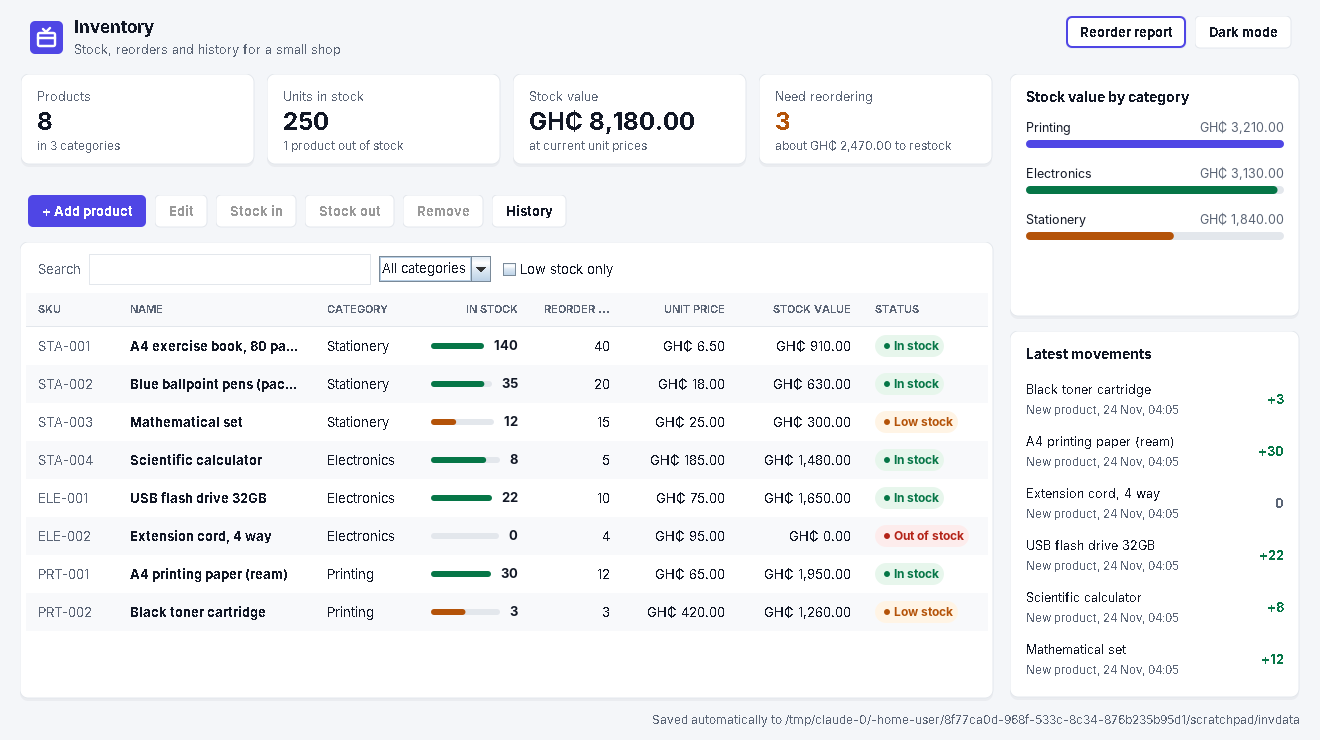 Inventory
Stock, reorders and history for a small shop
Reorder report
Dark mode
Products
8
in 3 categories
Units in stock
250
1 product out of stock
Stock value
GH₵ 8,180.00
at current unit prices
Need reordering
3
about GH₵ 2,470.00 to restock
+ Add product
Edit
Stock in
Stock out
Remove
History
Search
All categories
Low stock only
SKU NAME CATEGORY IN STOCK REORDER ... UNIT PRICE STOCK VALUE STATUS
STA-001 A4 exercise book, 80 pa... Stationery 140 40 GH₵ 6.50 GH₵ 910.00 In stock
STA-002 Blue ballpoint pens (pac... Stationery 35 20 GH₵ 18.00 GH₵ 630.00 In stock
STA-003 Mathematical set Stationery 12 15 GH₵ 25.00 GH₵ 300.00 Low stock
STA-004 Scientific calculator Electronics 8 5 GH₵ 185.00 GH₵ 1,480.00 In stock
ELE-001 USB flash drive 32GB Electronics 22 10 GH₵ 75.00 GH₵ 1,650.00 In stock
ELE-002 Extension cord, 4 way Electronics 0 4 GH₵ 95.00 GH₵ 0.00 Out of stock
PRT-001 A4 printing paper (ream) Printing 30 12 GH₵ 65.00 GH₵ 1,950.00 In stock
PRT-002 Black toner cartridge Printing 3 3 GH₵ 420.00 GH₵ 1,260.00 Low stock
Stock value by category
Printing GH₵ 3,210.00
Electronics GH₵ 3,130.00
Stationery GH₵ 1,840.00
Latest movements
Black toner cartridge
New product, 24 Nov, 04:05
+3
A4 printing paper (ream)
New product, 24 Nov, 04:05
+30
Extension cord, 4 way
New product, 24 Nov, 04:05
0
USB flash drive 32GB
New product, 24 Nov, 04:05
+22
Scientific calculator
New product, 24 Nov, 04:05
+8
Mathematical set
New product, 24 Nov, 04:05
+12
Saved automatically to /tmp/claude-0/-home-user/8f77ca0d-968f-533c-8c34-876b235b95d1/scratchpad/invdata